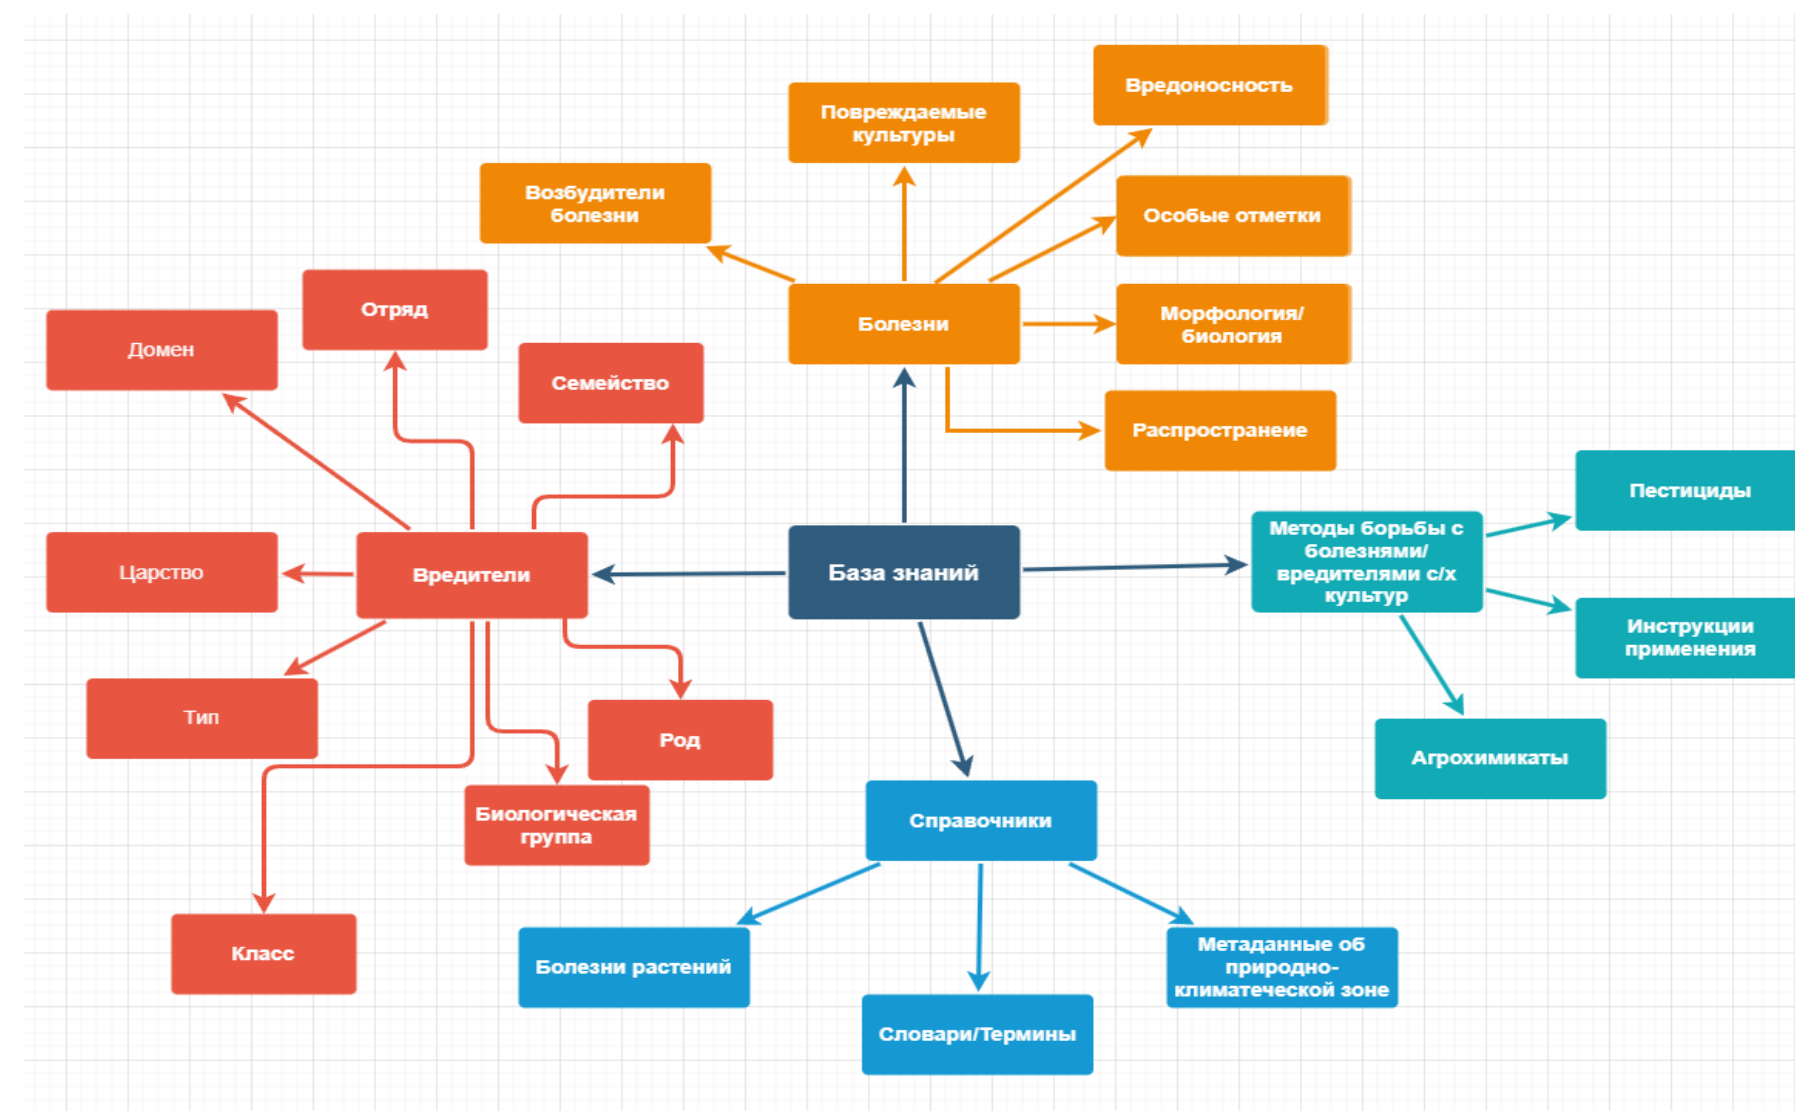 Вредоносность
Повреждаемые
культуры
Возбудители
болезни
Особые отметки
Отряд
Болезни
Морфология/
биология
Домен
Семейство
Распространеие
Пестициды
Методы борьбы с
болезнями/
вредителями с/х
культур
Царство
Вредители
База знаний
Инструкции
применения
Тип
Род
Агрохимикаты
Биологическая
группа
Справочники
Класс
Болезни растений
Метаданные об
природно-
климатеческой зоне
Словари/Термины